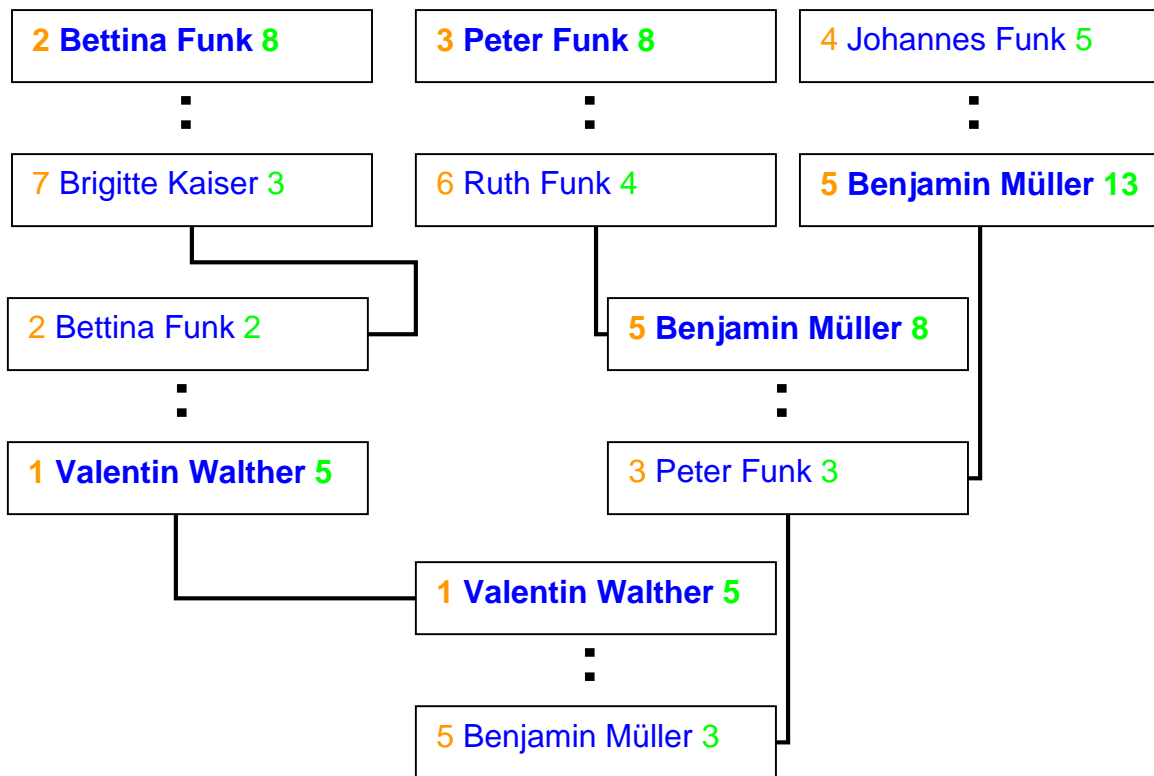 2 Bettina Funk 8
3 Peter Funk 8
4 Johannes Funk 5
:
:
:
7 Brigitte Kaiser 3
6 Ruth Funk 4
5 Benjamin Müller 13
2 Bettina Funk 2
5 Benjamin Müller 8
:
:
1 Valentin Walther 5
3 Peter Funk 3
1 Valentin Walther 5
:
5 Benjamin Müller 3